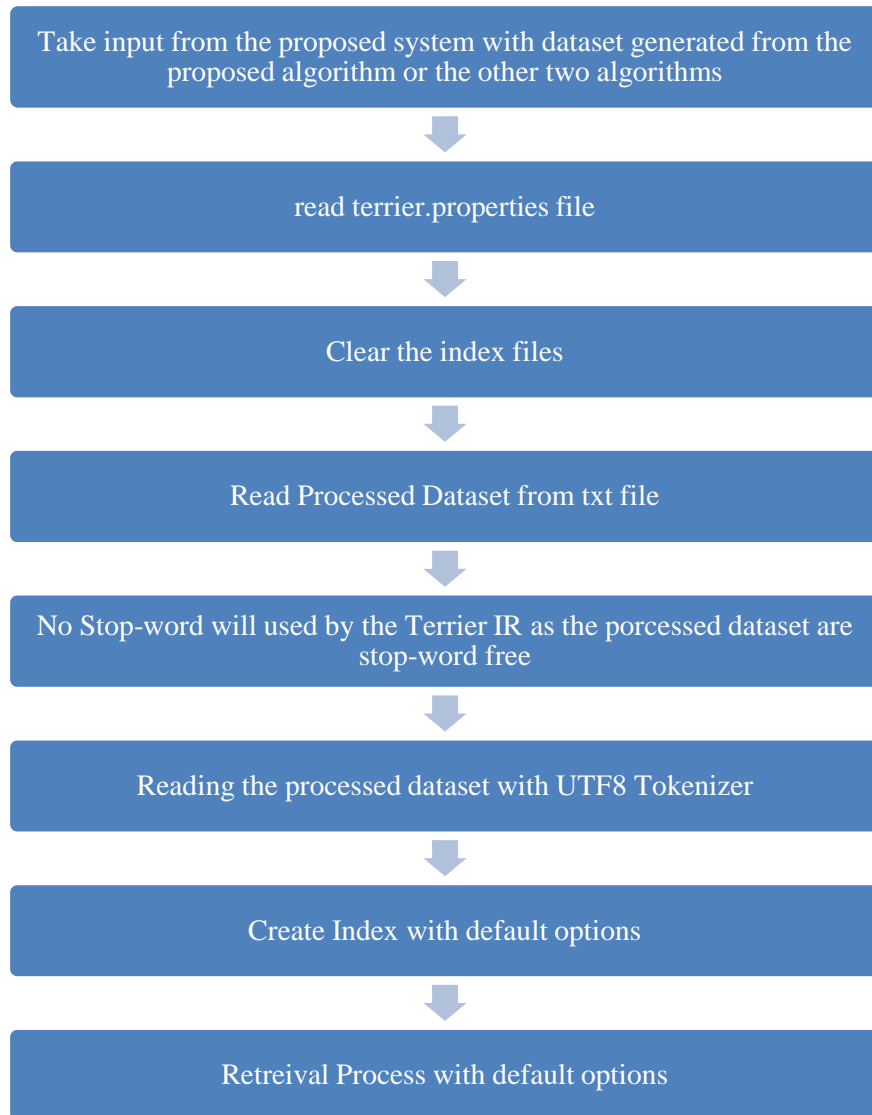 Take input from the proposed system with dataset generated from the
proposed algorithm or the other two algorithms
read terrier.properties file
Clear the index files
Read Processed Dataset from txt file
No Stop-word will used by the Terrier IR as the porcessed dataset are
stop-word free
Reading the processed dataset with UTF8 Tokenizer
Create Index with default options
Retreival Process with default options